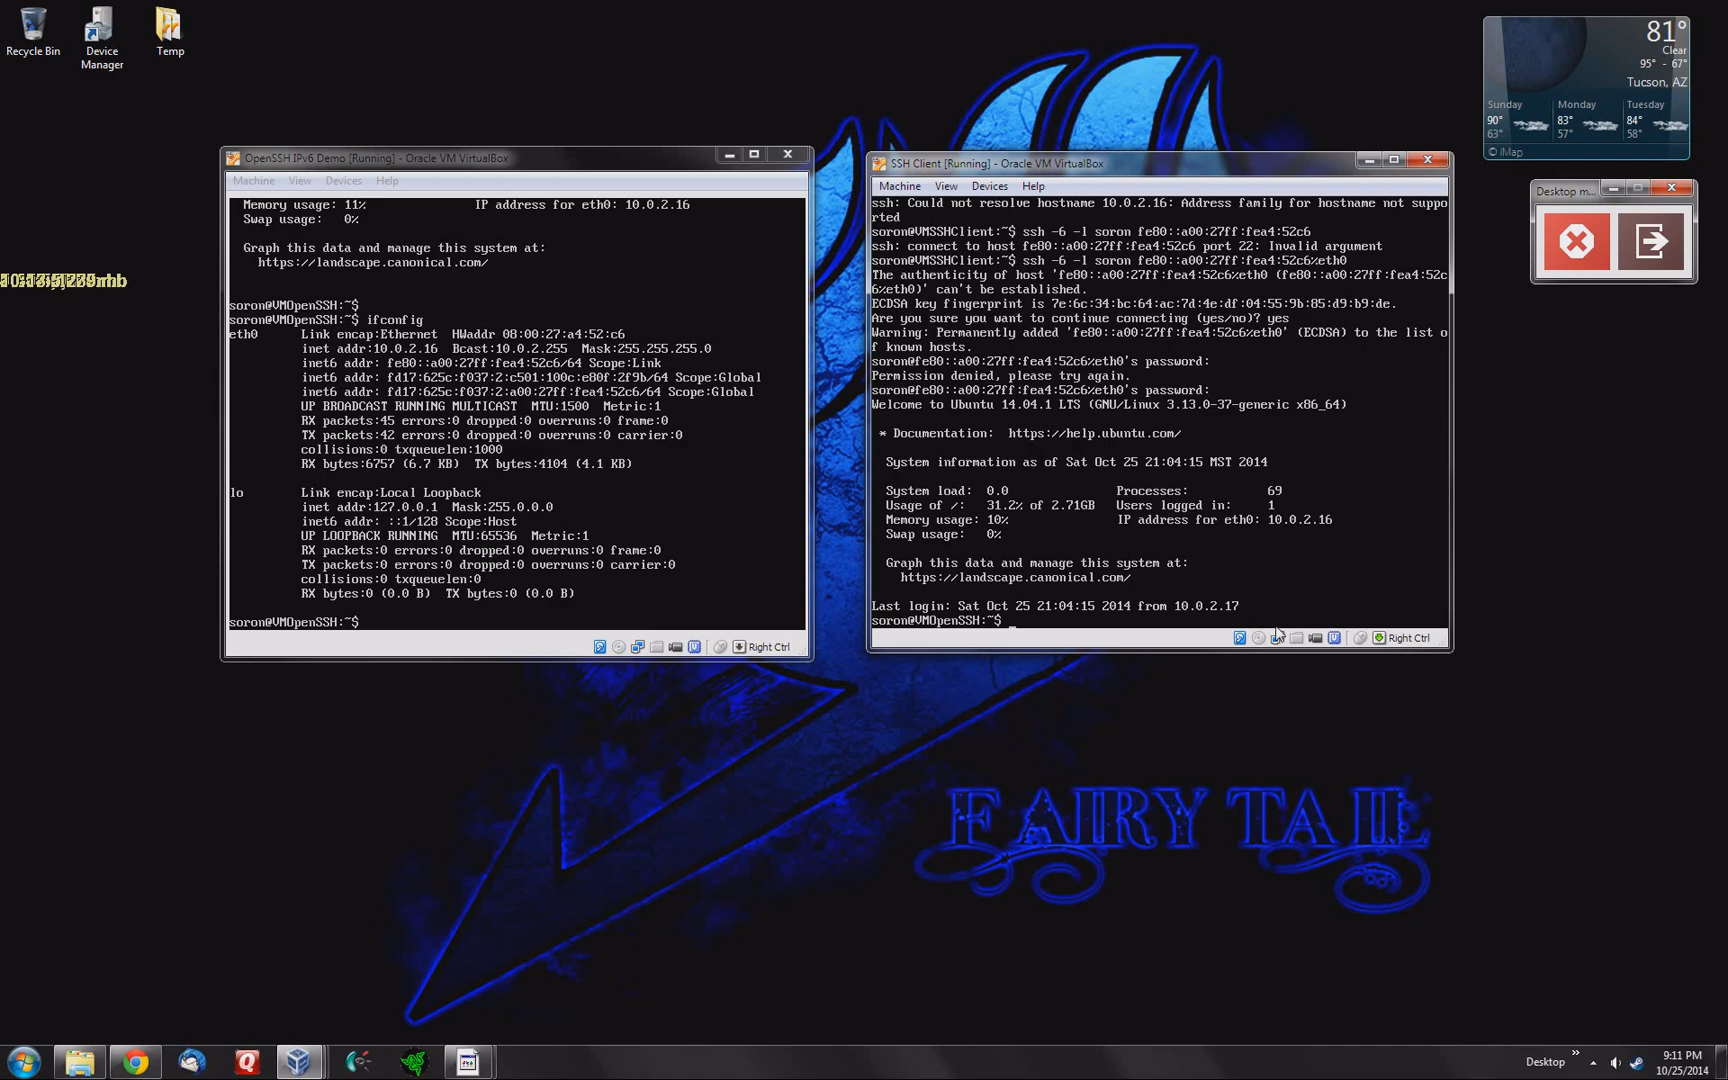 Recycle Bin
Device
Manager
Temp
81°
Clear
95° - 67°
Tucson, AZ
Sunday Monday Tuesday
90° 83° 84°
63° 57° 58°
© iMap
Desktop m...
OpenSSH IPv6 Demo [Running] - Oracle VM VirtualBox
Machine View Devices Help
Memory usage: 11% IP address for eth0: 10.0.2.16
Swap usage: 0%
Graph this data and manage this system at:
https://landscape.canonical.com/
soron@VMOpenSSH:~$
soron@VMOpenSSH:~$ ifconfig
eth0 Link encap:Ethernet HWaddr 08:00:27:a4:52:c6
inet addr:10.0.2.16 Bcast:10.0.2.255 Mask:255.255.255.0
inet6 addr: fe80::a00:27ff:fea4:52c6/64 Scope:Link
inet6 addr: fd17:625c:f037:2:c501:100c:e80f:2f9b/64 Scope:Global
inet6 addr: fd17:625c:f037:2:a00:27ff:fea4:52c6/64 Scope:Global
UP BROADCAST RUNNING MULTICAST MTU:1500 Metric:1
RX packets:45 errors:0 dropped:0 overruns:0 frame:0
TX packets:42 errors:0 dropped:0 overruns:0 carrier:0
collisions:0 txqueuelen:1000
RX bytes:6757 (6.7 KB) TX bytes:4104 (4.1 KB)
lo Link encap:Local Loopback
inet addr:127.0.0.1 Mask:255.0.0.0
inet6 addr: ::1/128 Scope:Host
UP LOOPBACK RUNNING MTU:65536 Metric:1
RX packets:0 errors:0 dropped:0 overruns:0 frame:0
TX packets:0 errors:0 dropped:0 overruns:0 carrier:0
collisions:0 txqueuelen:0
RX bytes:0 (0.0 B) TX bytes:0 (0.0 B)
soron@VMOpenSSH:~$
Right Ctrl
SSH Client [Running] - Oracle VM VirtualBox
Machine View Devices Help
ssh: Could not resolve hostname 10.0.2.16: Address family for hostname not suppo
rted
soron@VMSSHClient:~$ ssh -6 -l soron fe80::a00:27ff:fea4:52c6
ssh: connect to host fe80::a00:27ff:fea4:52c6 port 22: Invalid argument
soron@VMSSHClient:~$ ssh -6 -l soron fe80::a00:27ff:fea4:52c6%eth0
The authenticity of host 'fe80::a00:27ff:fea4:52c6%eth0 (fe80::a00:27ff:fea4:52c
6%eth0)' can't be established.
ECDSA key fingerprint is 7e:6c:34:bc:64:ac:7d:4e:df:04:55:9b:85:d9:b9:de.
Are you sure you want to continue connecting (yes/no)? yes
Warning: Permanently added 'fe80::a00:27ff:fea4:52c6%eth0' (ECDSA) to the list o
f known hosts.
soron@fe80::a00:27ff:fea4:52c6%eth0's password:
Permission denied, please try again.
soron@fe80::a00:27ff:fea4:52c6%eth0's password:
Welcome to Ubuntu 14.04.1 LTS (GNU/Linux 3.13.0-37-generic x86_64)
* Documentation: https://help.ubuntu.com/
System information as of Sat Oct 25 21:04:15 MST 2014
System load: 0.0 Processes: 69
Usage of /: 31.2% of 2.71GB Users logged in: 1
Memory usage: 10% IP address for eth0: 10.0.2.16
Swap usage: 0%
Graph this data and manage this system at:
https://landscape.canonical.com/
Last login: Sat Oct 25 21:04:15 2014 from 10.0.2.17
soron@VMOpenSSH:~$ _
Right Ctrl
FAIRY TAIL
Desktop »
9:11 PM
10/25/2014